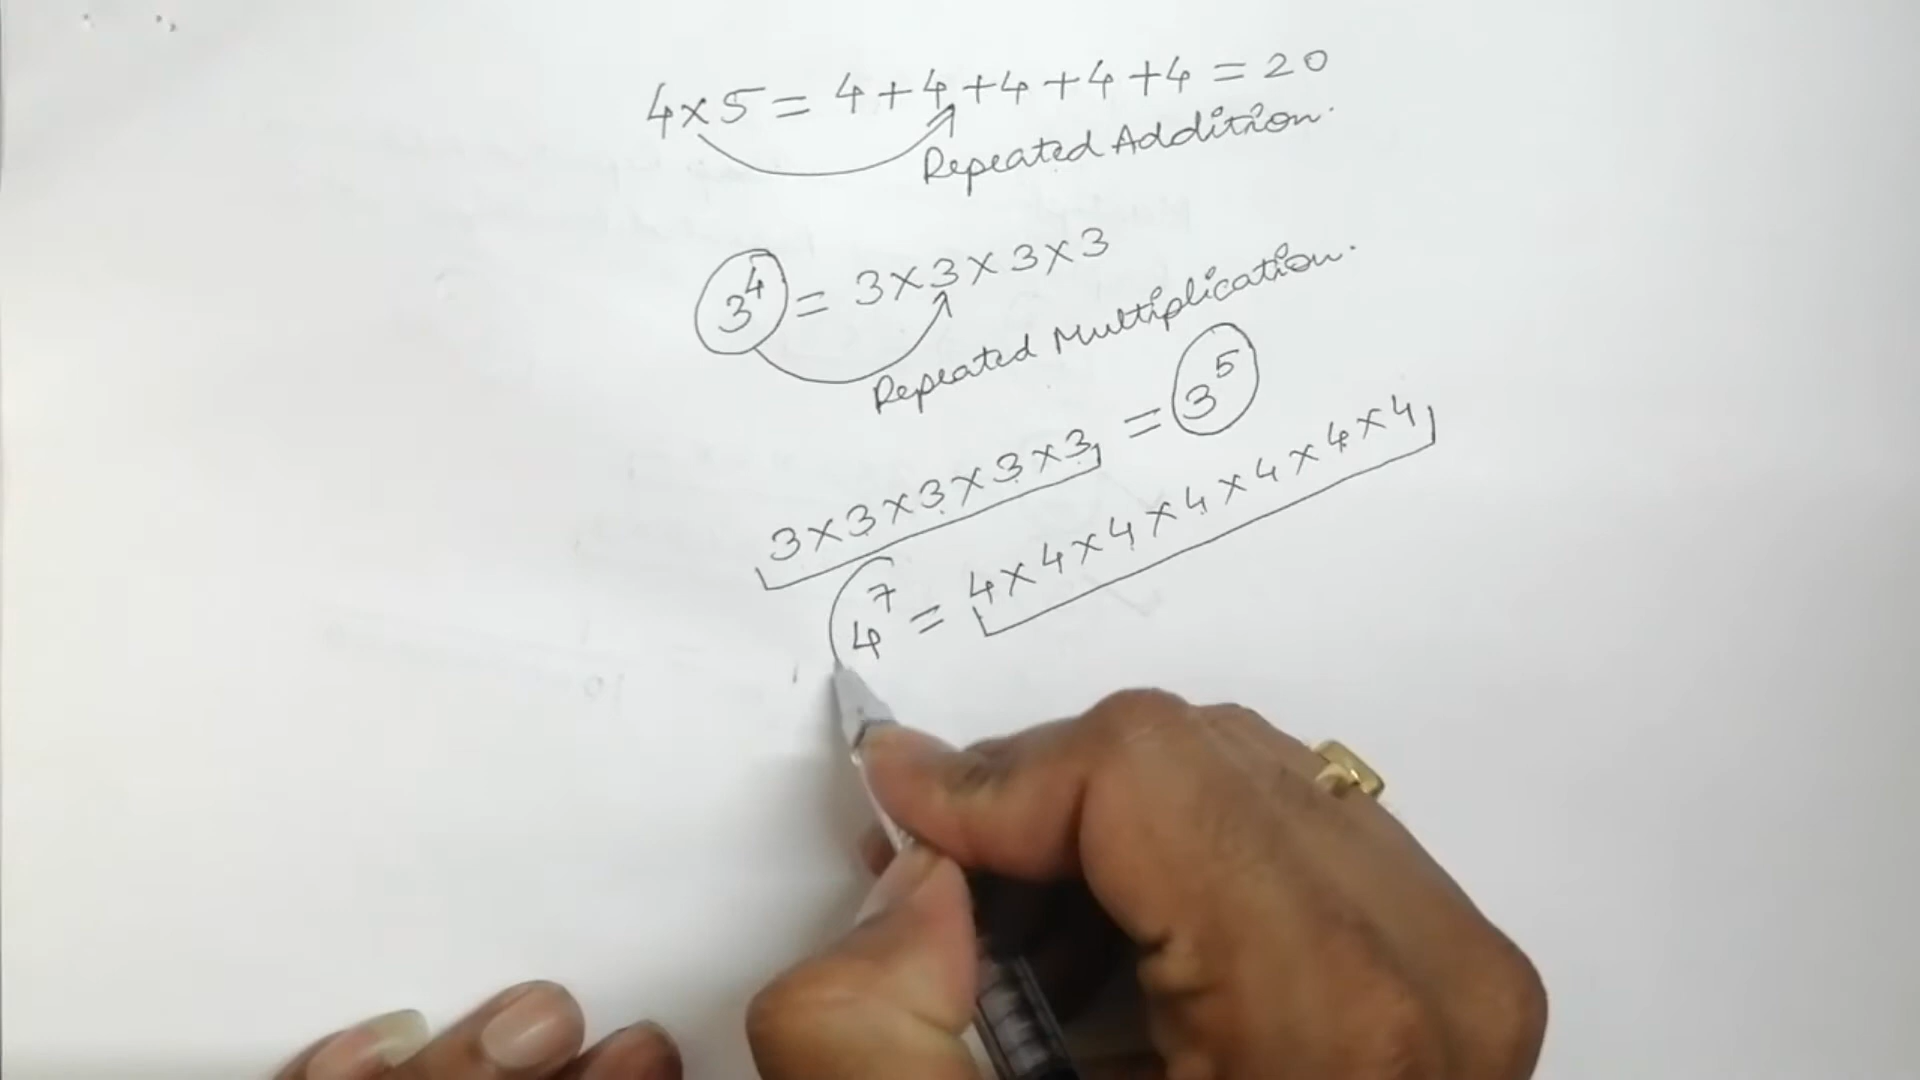 4×5 = 4+4+4+4+4 = 20
Repeated Addition.
3⁴ = 3×3×3×3
Repeated Multiplication.
3×3×3×3×3 = 3⁵
4⁷ = 4×4×4×4×4×4×4